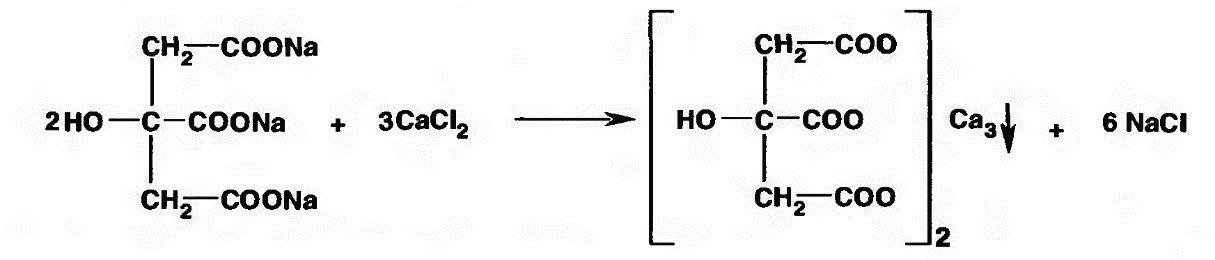 CH₂—COONa CH₂—COO
2HO—C—COONa + 3CaCl₂ ⟶ [ HO—C—COO ]₂ Ca₃↓ + 6 NaCl
CH₂—COONa CH₂—COO